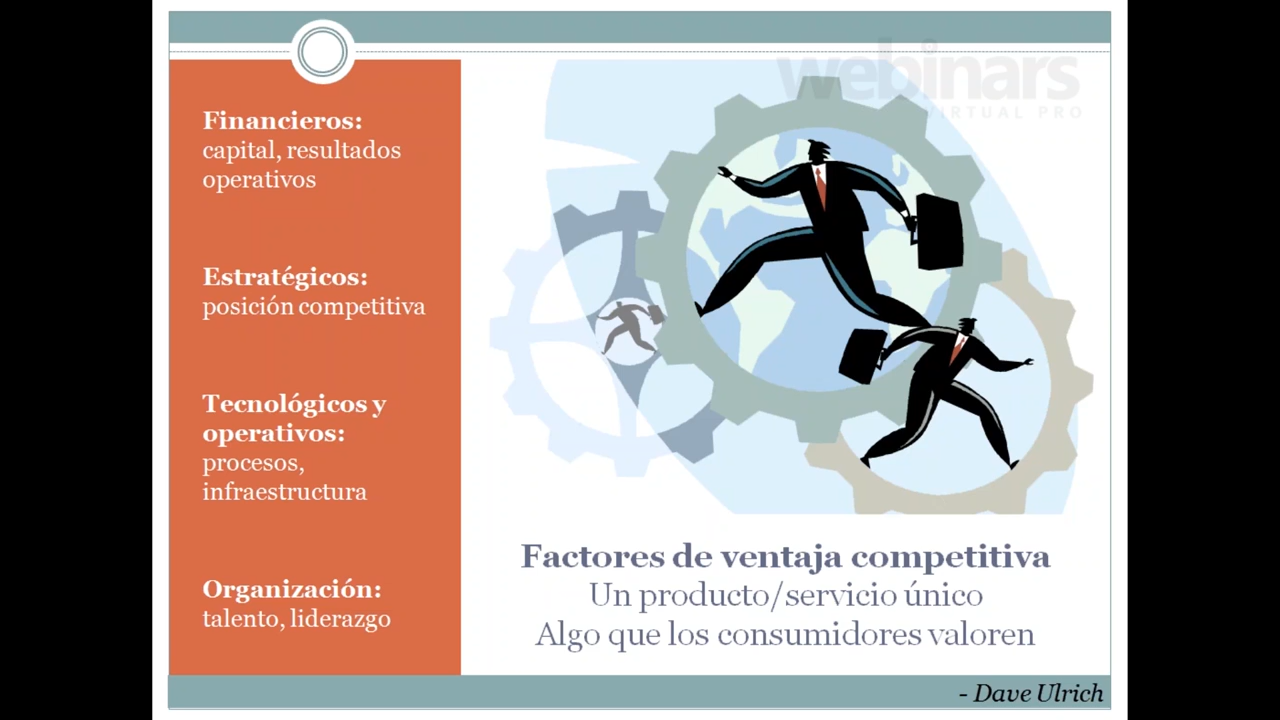 webinars
VIRTUAL PRO
Financieros:
capital, resultados
operativos
Estratégicos:
posición competitiva
Tecnológicos y
operativos:
procesos,
infraestructura
Organización:
talento, liderazgo
Factores de ventaja competitiva
Un producto/servicio único
Algo que los consumidores valoren
- Dave Ulrich